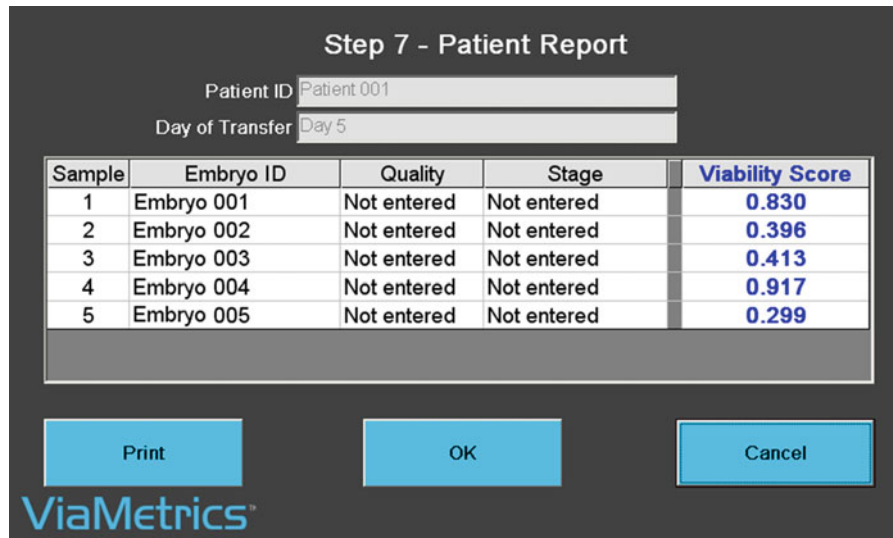 Step 7 - Patient Report
Patient ID Patient 001
Day of Transfer Day 5
Sample Embryo ID Quality Stage Viability Score
1 Embryo 001 Not entered Not entered 0.830
2 Embryo 002 Not entered Not entered 0.396
3 Embryo 003 Not entered Not entered 0.413
4 Embryo 004 Not entered Not entered 0.917
5 Embryo 005 Not entered Not entered 0.299
Print OK Cancel
ViaMetrics™